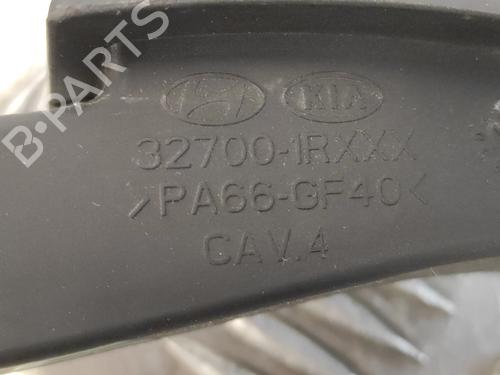 KIA
32700-1RXXX
>PA66-GF40<
CAV.4
B-PARTS